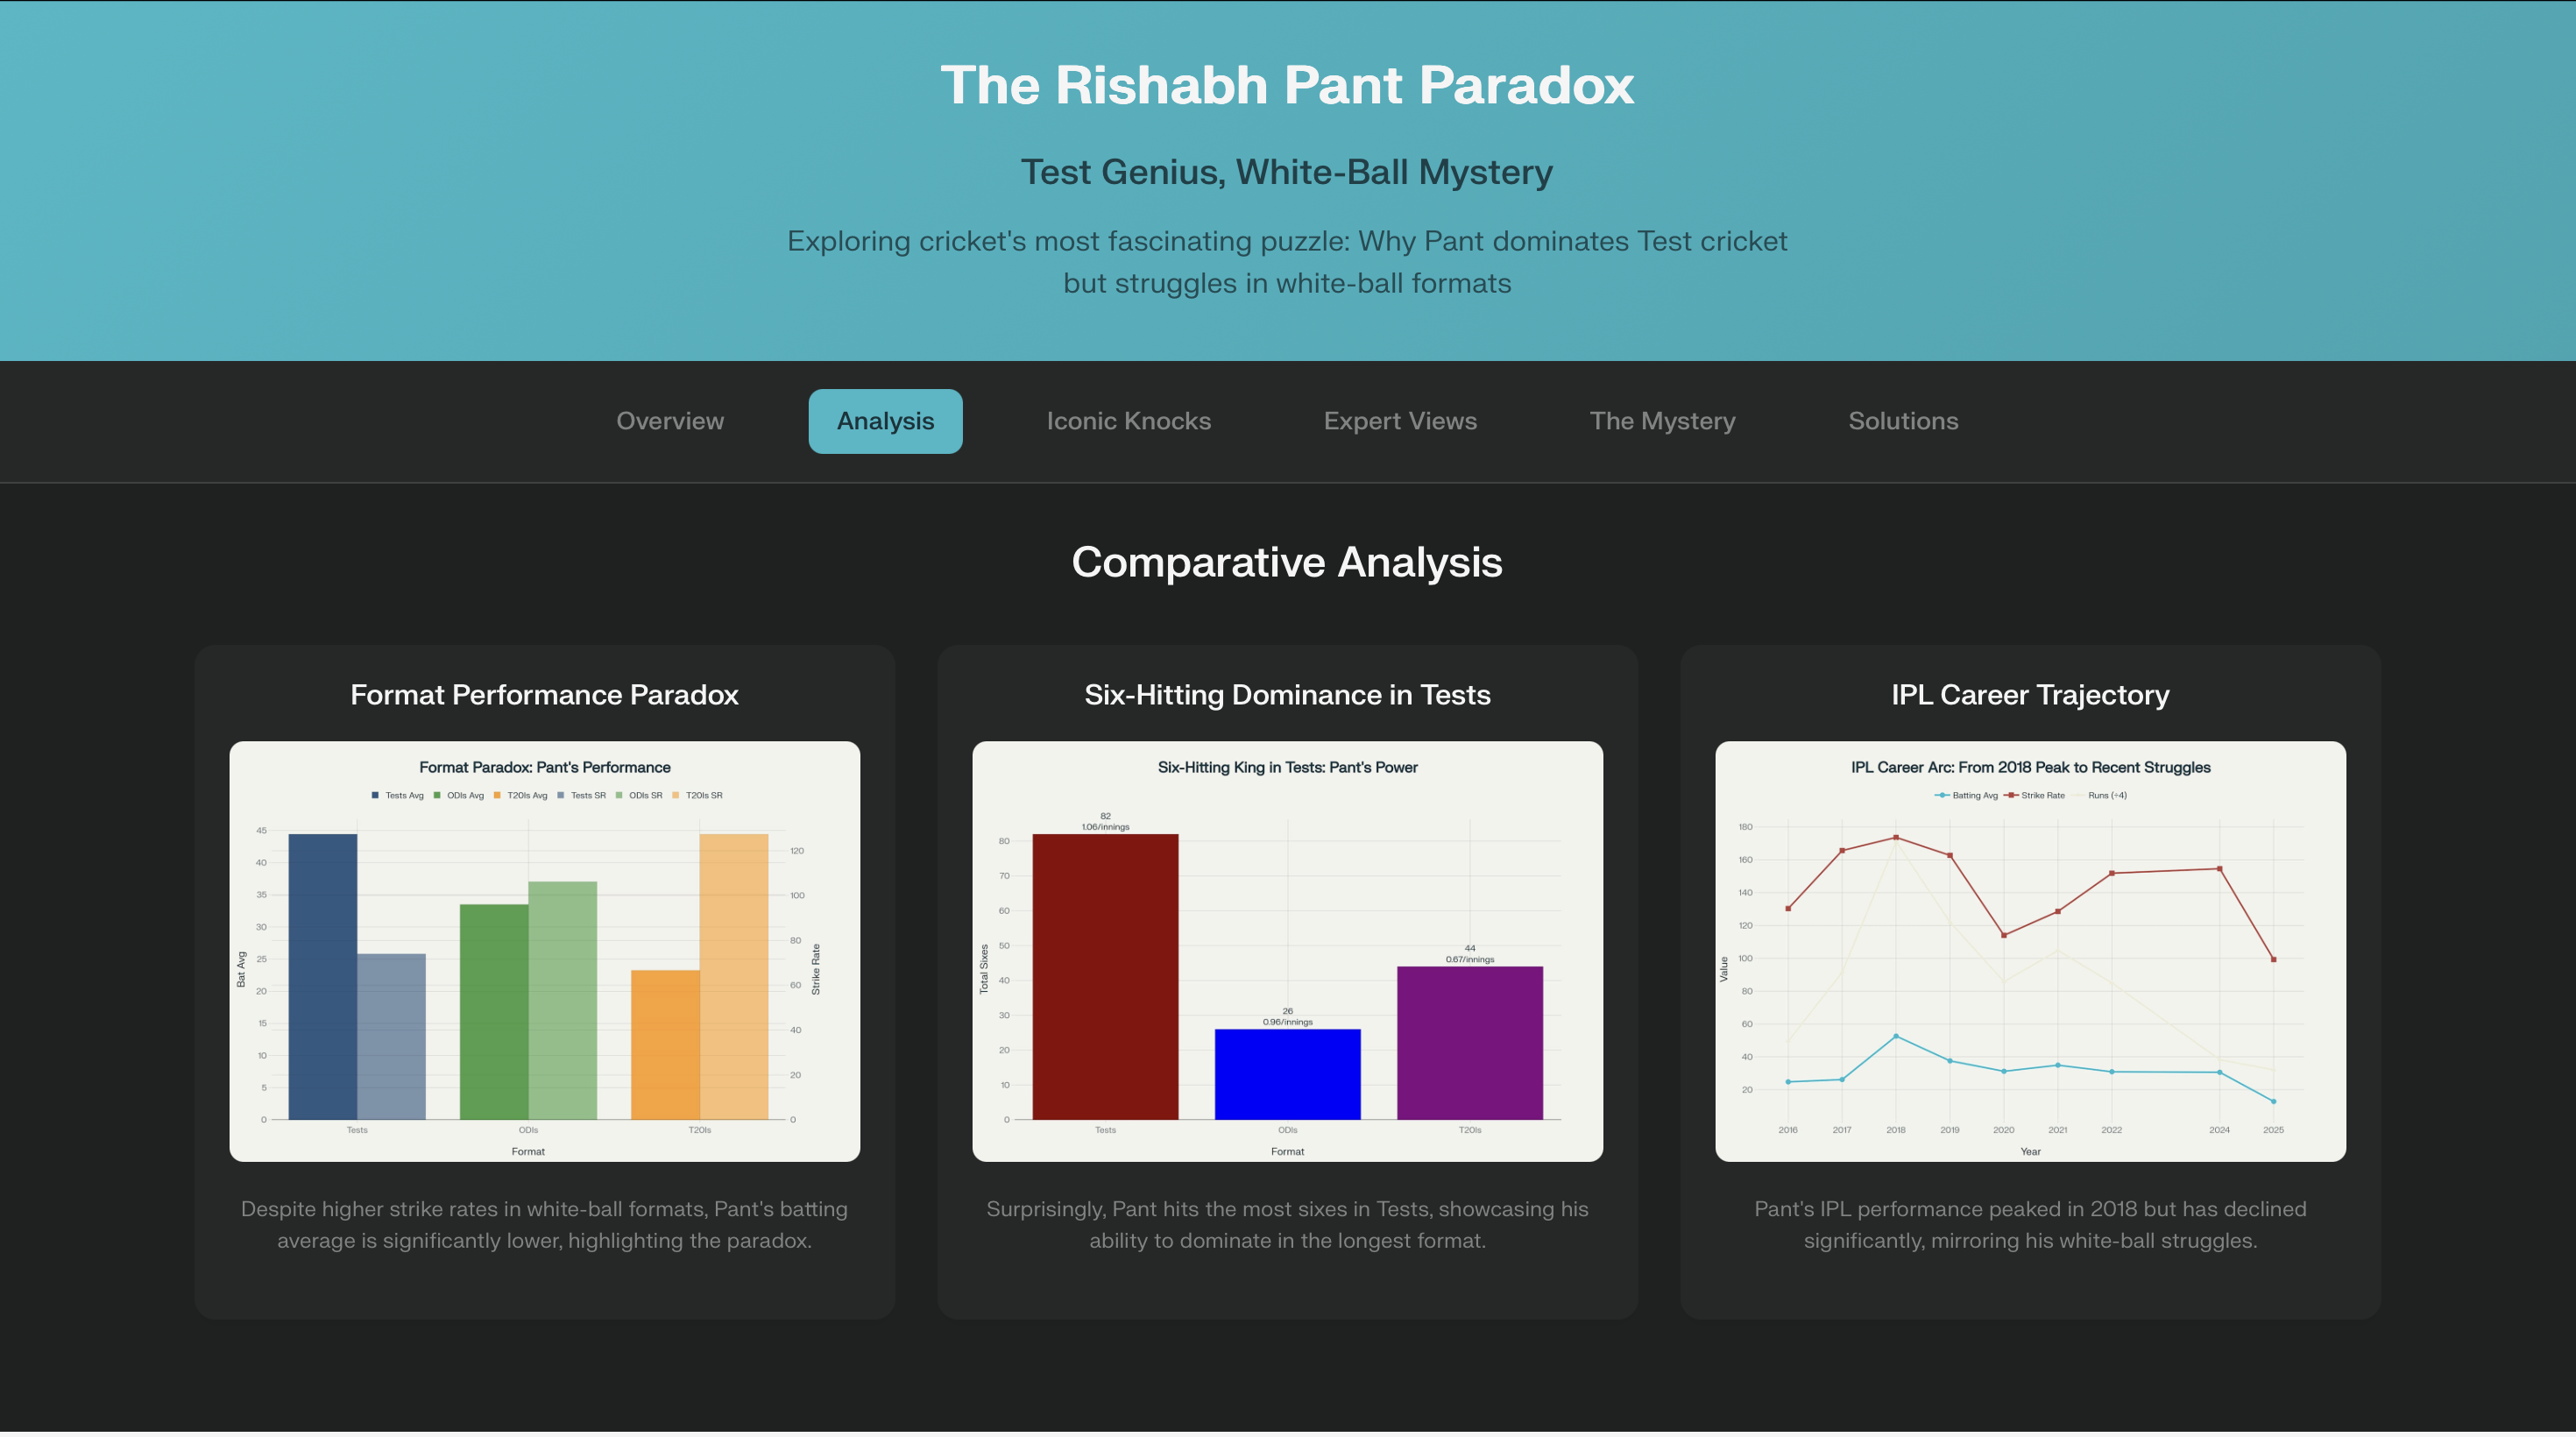 The Rishabh Pant Paradox
Test Genius, White-Ball Mystery
Exploring cricket's most fascinating puzzle: Why Pant dominates Test cricket
but struggles in white-ball formats
Overview
Analysis
Iconic Knocks
Expert Views
The Mystery
Solutions
Comparative Analysis
Format Performance Paradox
Format Paradox: Pant's Performance
Tests Avg ODIs Avg T20Is Avg Tests SR ODIs SR T20Is SR
Bat Avg
45
40
35
30
25
20
15
10
5
0
Strike Rate
120
100
80
60
40
20
0
Tests ODIs T20Is
Format
Despite higher strike rates in white-ball formats, Pant's batting
average is significantly lower, highlighting the paradox.
Six-Hitting Dominance in Tests
Six-Hitting King in Tests: Pant's Power
Total Sixes
80
70
60
50
40
30
20
10
0
82
1.06/innings
26
0.96/innings
44
0.67/innings
Tests ODIs T20Is
Format
Surprisingly, Pant hits the most sixes in Tests, showcasing his
ability to dominate in the longest format.
IPL Career Trajectory
IPL Career Arc: From 2018 Peak to Recent Struggles
Batting Avg Strike Rate Runs (÷4)
Value
180
160
140
120
100
80
60
40
20
2016 2017 2018 2019 2020 2021 2022 2024 2025
Year
Pant's IPL performance peaked in 2018 but has declined
significantly, mirroring his white-ball struggles.